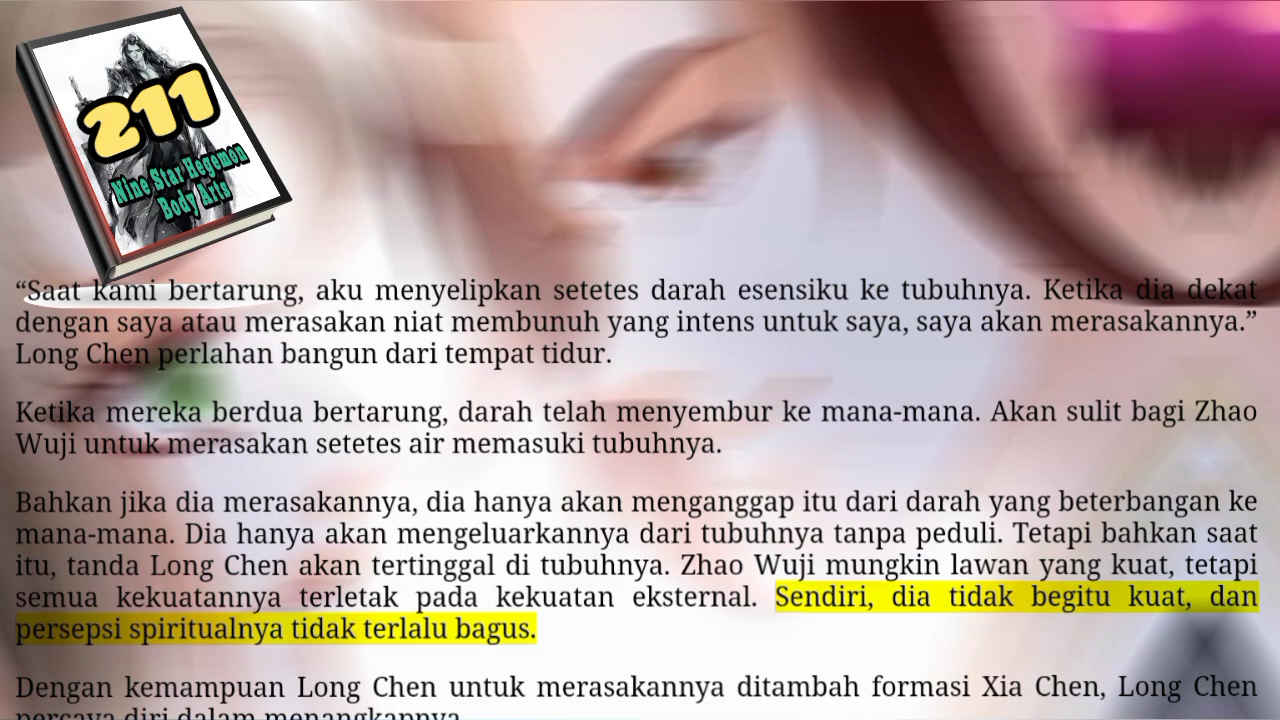 211
Nine Star Hegemon
Body Arts
“Saat kami bertarung, aku menyelipkan setetes darah esensiku ke tubuhnya. Ketika dia dekat
dengan saya atau merasakan niat membunuh yang intens untuk saya, saya akan merasakannya.”
Long Chen perlahan bangun dari tempat tidur.
Ketika mereka berdua bertarung, darah telah menyembur ke mana-mana. Akan sulit bagi Zhao
Wuji untuk merasakan setetes air memasuki tubuhnya.
Bahkan jika dia merasakannya, dia hanya akan menganggap itu dari darah yang beterbangan ke
mana-mana. Dia hanya akan mengeluarkannya dari tubuhnya tanpa peduli. Tetapi bahkan saat
itu, tanda Long Chen akan tertinggal di tubuhnya. Zhao Wuji mungkin lawan yang kuat, tetapi
semua kekuatannya terletak pada kekuatan eksternal. Sendiri, dia tidak begitu kuat, dan
persepsi spiritualnya tidak terlalu bagus.
Dengan kemampuan Long Chen untuk merasakannya ditambah formasi Xia Chen, Long Chen
percaya diri dalam menangkapnya.